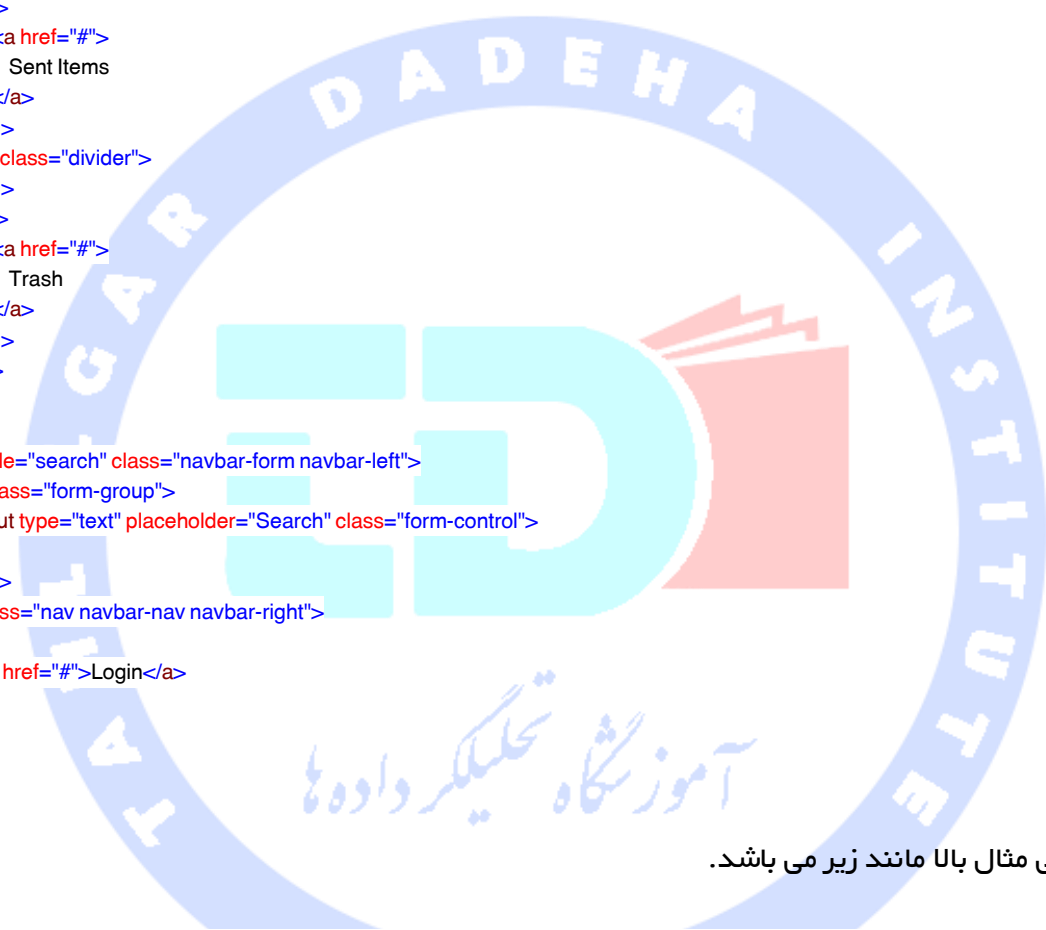 >
<a href="#">
Sent Items
</a>
>
class="divider">
>
>
<a href="#">
Trash
</a>
>
>
le="search" class="navbar-form navbar-left">
ass="form-group">
ut type="text" placeholder="Search" class="form-control">
>
ss="nav navbar-nav navbar-right">
href="#">Login</a>
مثال بالا مانند زیر می باشد.
DADEHA INSTITUTE
آموزشگاه تحلیلگر داده ها